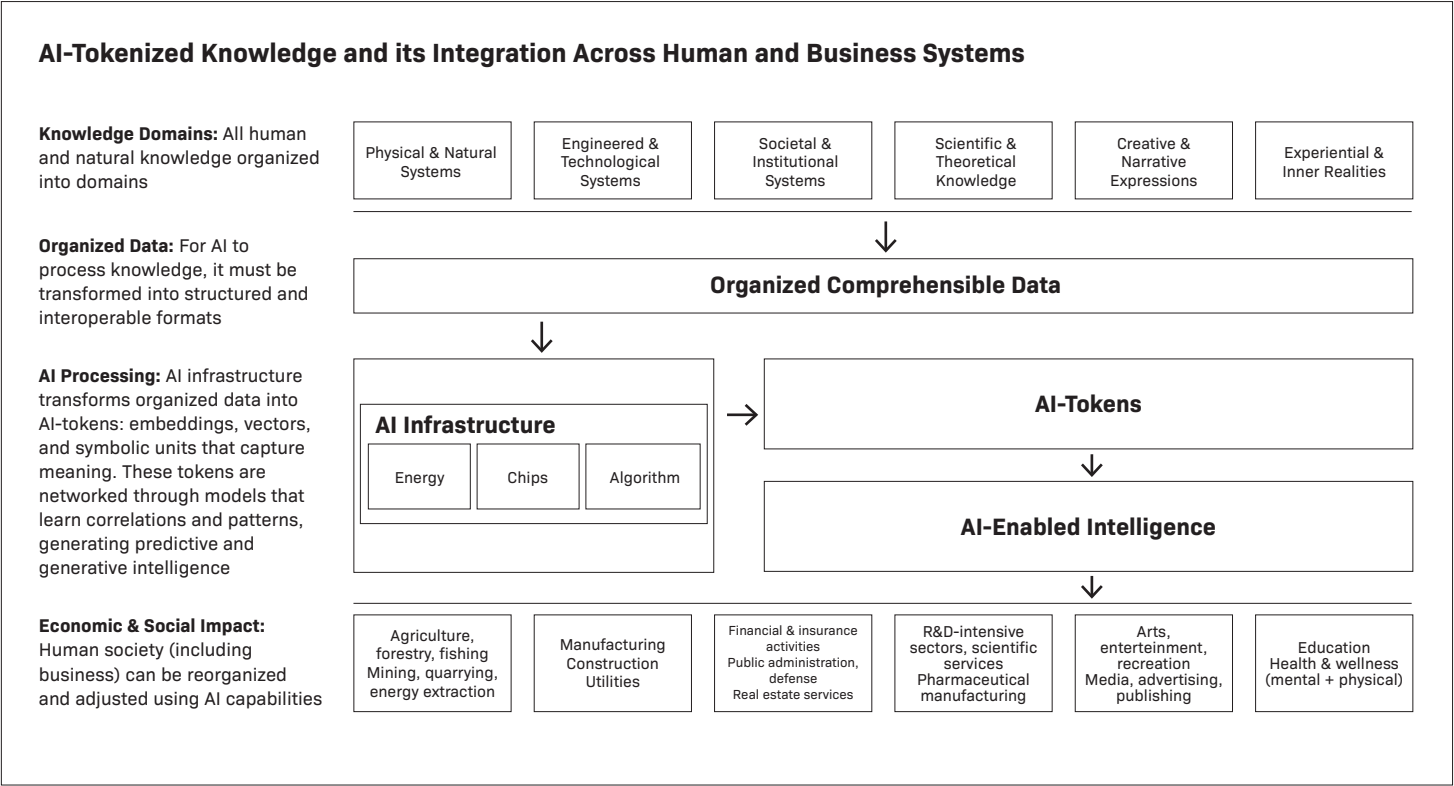 AI-Tokenized Knowledge and its Integration Across Human and Business Systems
Knowledge Domains: All human
and natural knowledge organized
into domains
Physical & Natural
Systems
Engineered &
Technological
Systems
Societal &
Institutional
Systems
Scientific &
Theoretical
Knowledge
Creative &
Narrative
Expressions
Experiential &
Inner Realities
Organized Data: For AI to
process knowledge, it must be
transformed into structured and
interoperable formats
Organized Comprehensible Data
AI Processing: AI infrastructure
transforms organized data into
AI-tokens: embeddings, vectors,
and symbolic units that capture
meaning. These tokens are
networked through models that
learn correlations and patterns,
generating predictive and
generative intelligence
AI Infrastructure
Energy
Chips
Algorithm
AI-Tokens
AI-Enabled Intelligence
Economic & Social Impact:
Human society (including
business) can be reorganized
and adjusted using AI capabilities
Agriculture,
forestry, fishing
Mining, quarrying,
energy extraction
Manufacturing
Construction
Utilities
Financial & insurance
activities
Public administration,
defense
Real estate services
R&D-intensive
sectors, scientific
services
Pharmaceutical
manufacturing
Arts,
enterteinment,
recreation
Media, advertising,
publishing
Education
Health & wellness
(mental + physical)